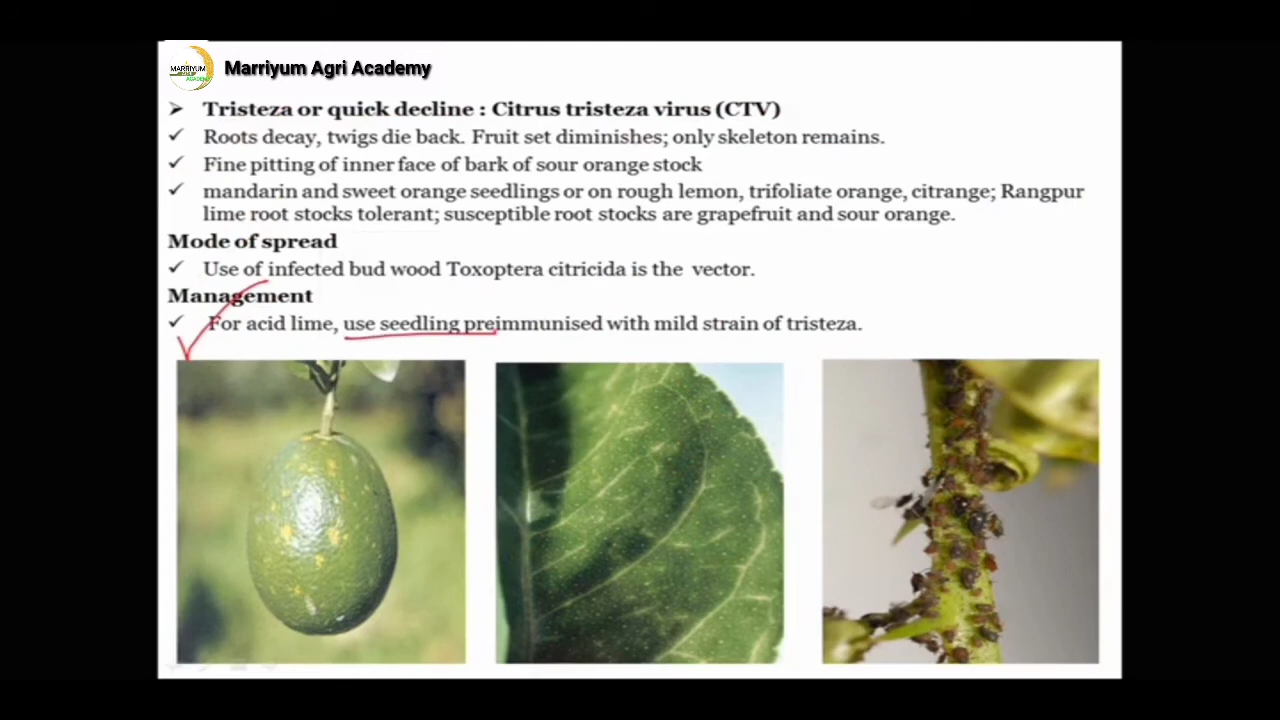 MARRIYUM
ACADEMY
Marriyum Agri Academy
➤ Tristeza or quick decline : Citrus tristeza virus (CTV)
✓ Roots decay, twigs die back. Fruit set diminishes; only skeleton remains.
✓ Fine pitting of inner face of bark of sour orange stock
✓ mandarin and sweet orange seedlings or on rough lemon, trifoliate orange, citrange; Rangpur
lime root stocks tolerant; susceptible root stocks are grapefruit and sour orange.
Mode of spread
✓ Use of infected bud wood Toxoptera citricida is the vector.
Management
✓ For acid lime, use seedling preimmunised with mild strain of tristeza.